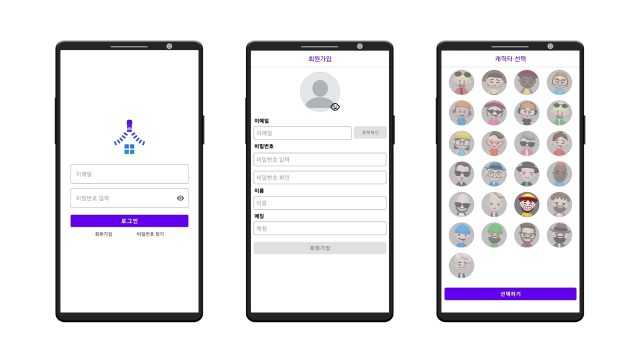 이메일
비밀번호 입력
로그인
회원가입
비밀번호 찾기
회원가입
이메일
이메일
중복확인
비밀번호
비밀번호 입력
비밀번호 확인
이름
이름
매칭
매칭
회원가입
캐릭터 선택
선택하기